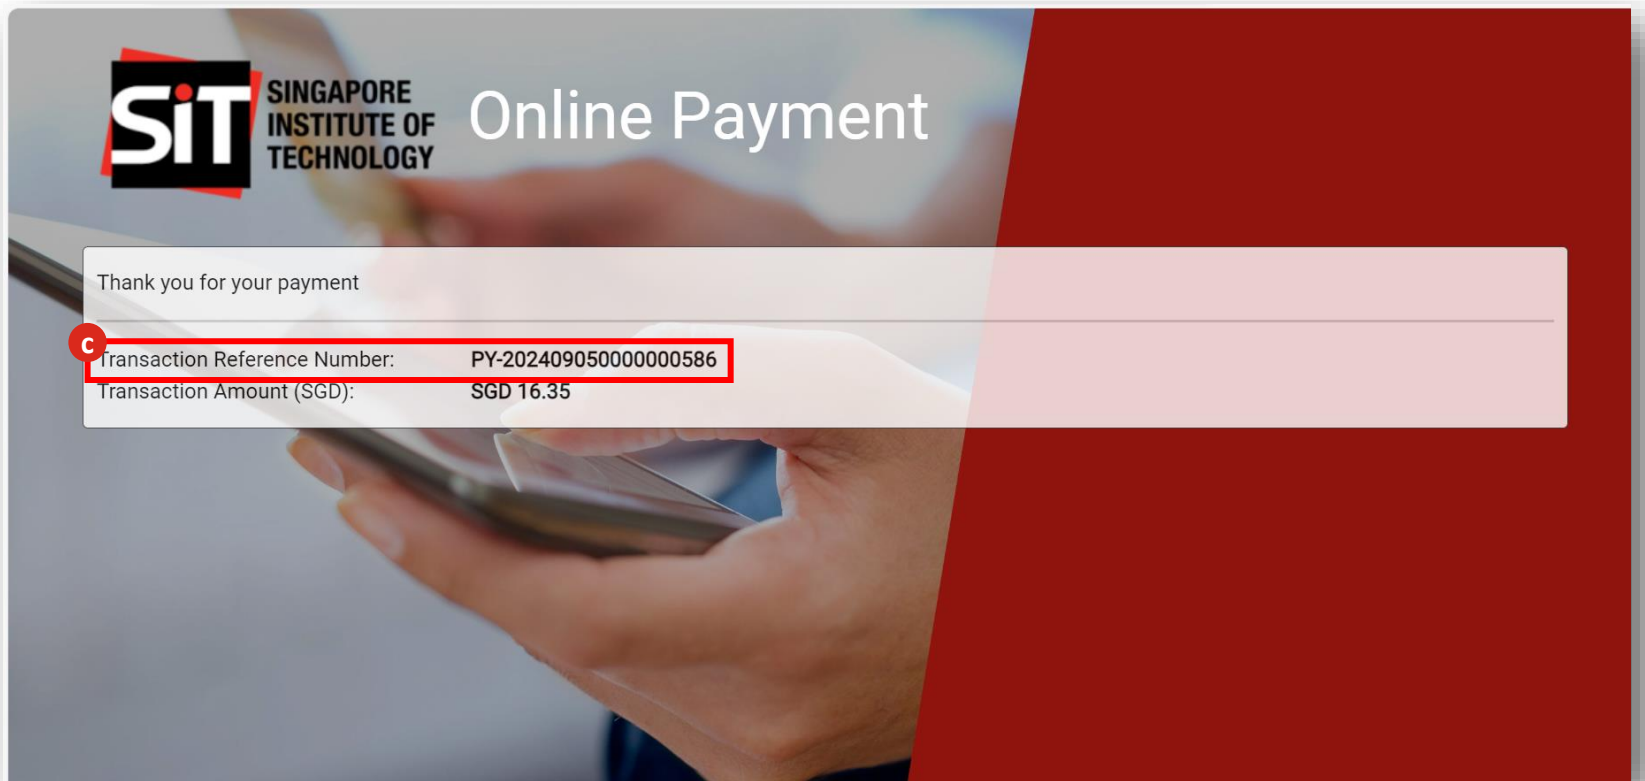 SiT
SINGAPORE
INSTITUTE OF
TECHNOLOGY
Online Payment
Thank you for your payment
c
Transaction Reference Number: PY-202409050000000586
Transaction Amount (SGD): SGD 16.35